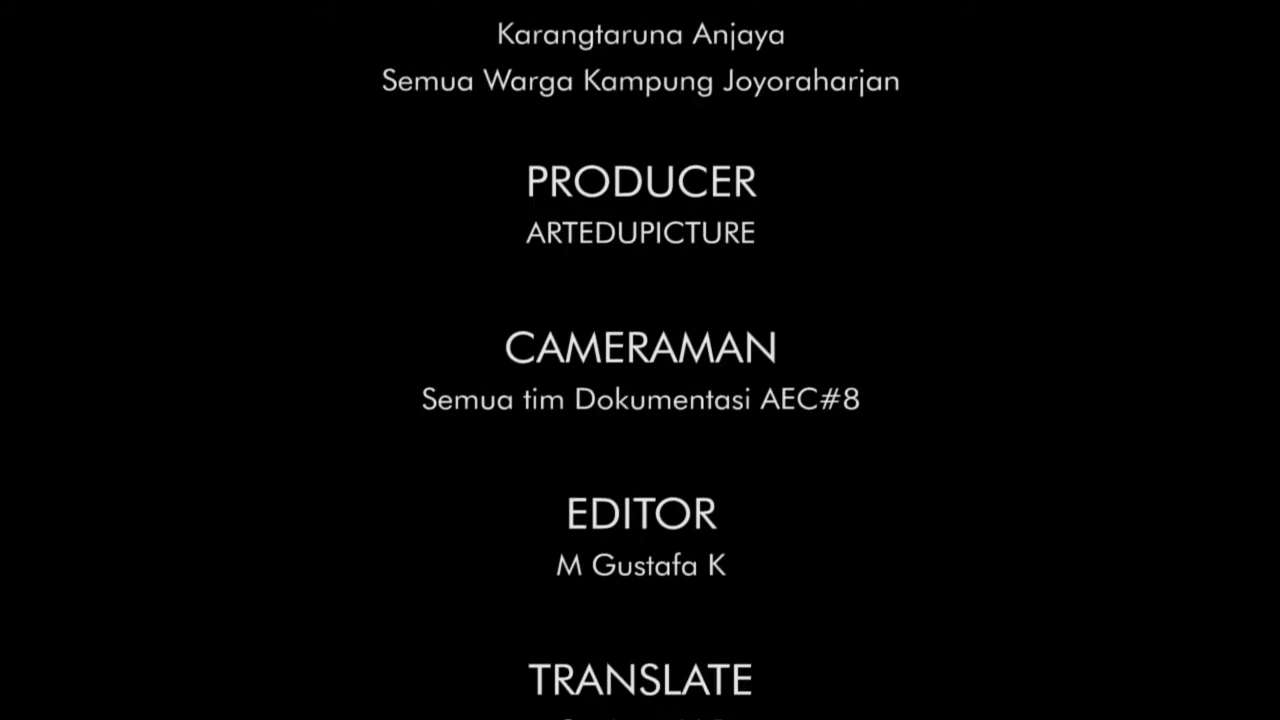 Karangtaruna Anjaya
Semua Warga Kampung Joyoraharjan
PRODUCER
ARTEDUPICTURE
CAMERAMAN
Semua tim Dokumentasi AEC#8
EDITOR
M Gustafa K
TRANSLATE